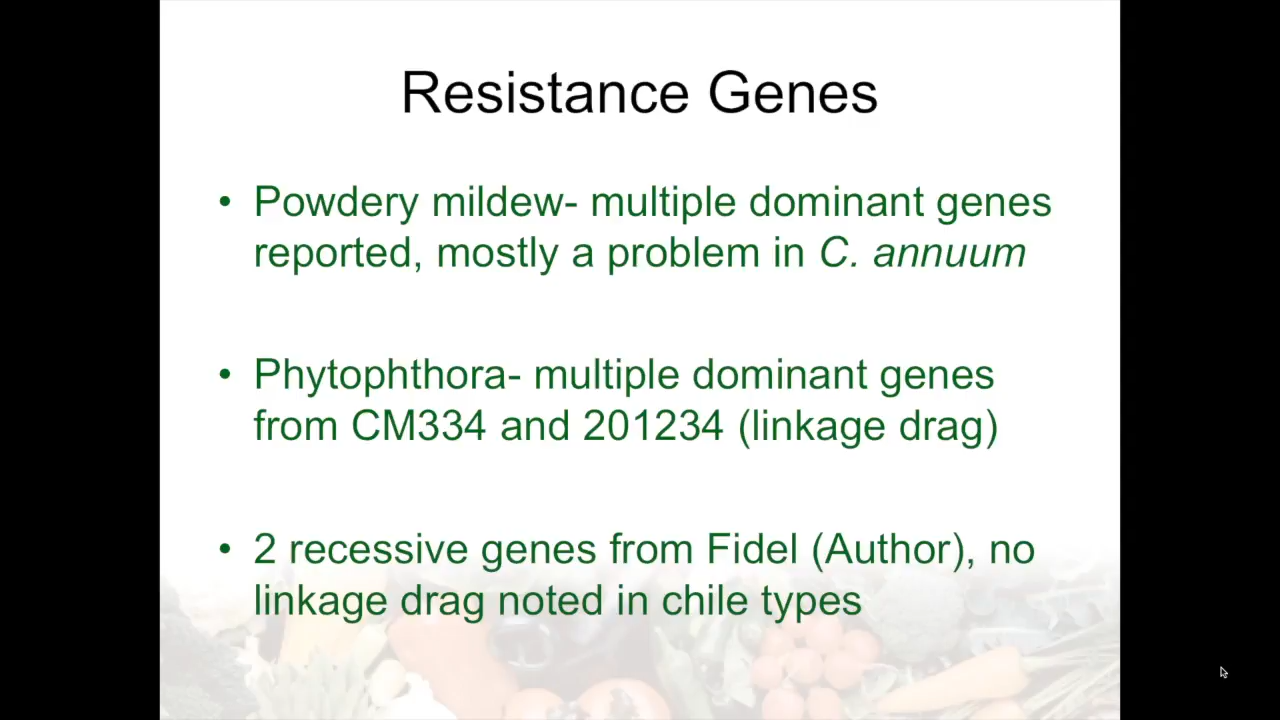 Resistance Genes
• Powdery mildew- multiple dominant genes
reported, mostly a problem in C. annuum
• Phytophthora- multiple dominant genes
from CM334 and 201234 (linkage drag)
• 2 recessive genes from Fidel (Author), no
linkage drag noted in chile types